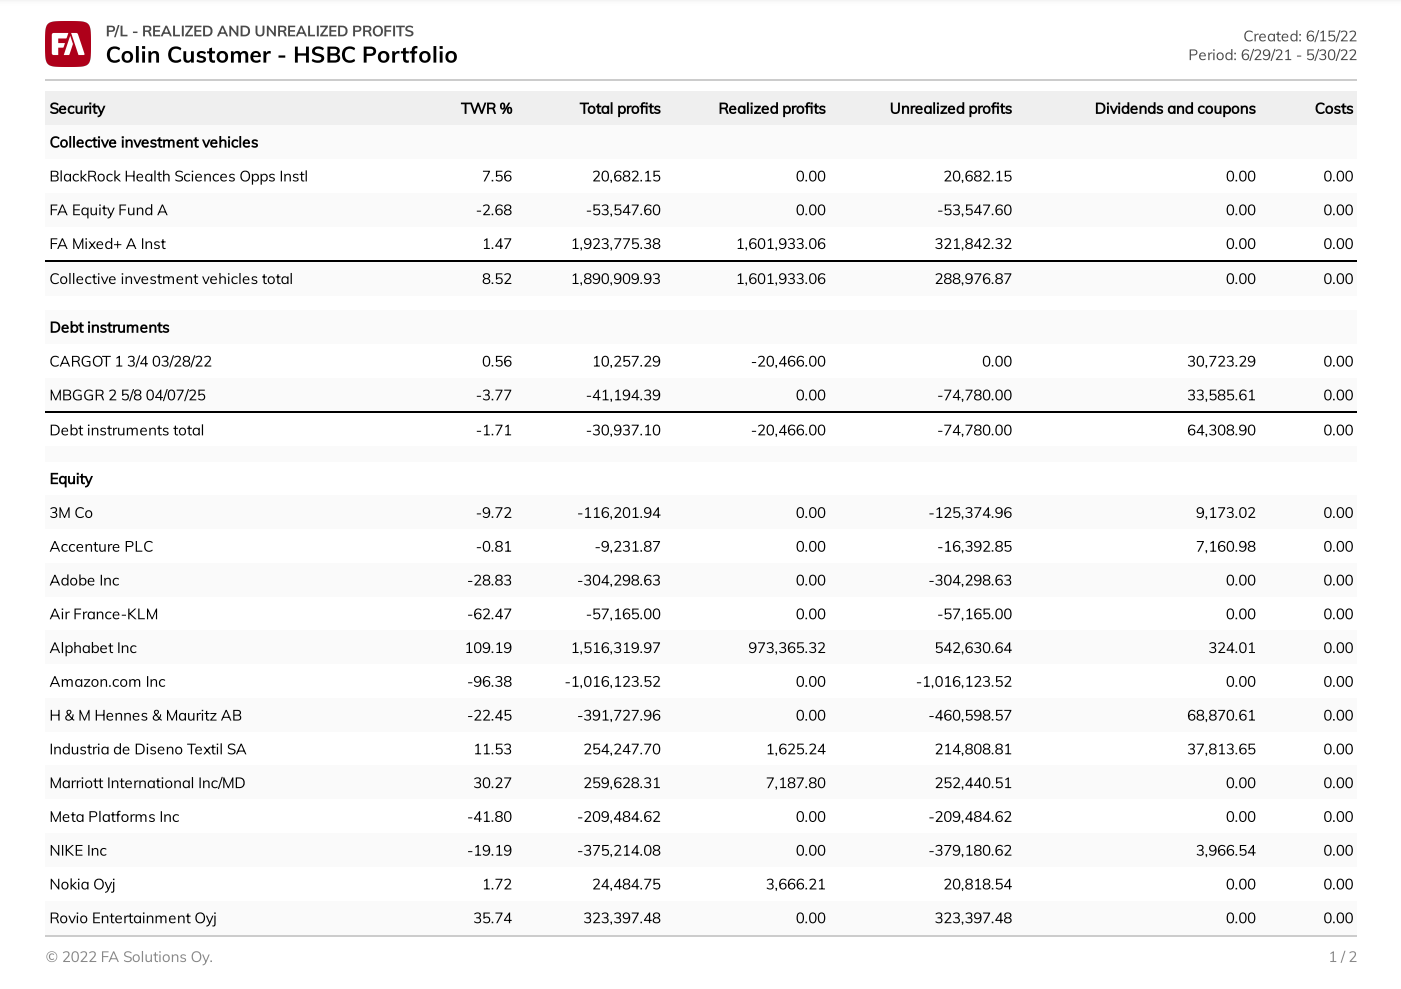 FA
P/L - REALIZED AND UNREALIZED PROFITS
Colin Customer - HSBC Portfolio
Created: 6/15/22
Period: 6/29/21 - 5/30/22
Security TWR % Total profits Realized profits Unrealized profits Dividends and coupons Costs
Collective investment vehicles
BlackRock Health Sciences Opps Instl 7.56 20,682.15 0.00 20,682.15 0.00 0.00
FA Equity Fund A -2.68 -53,547.60 0.00 -53,547.60 0.00 0.00
FA Mixed+ A Inst 1.47 1,923,775.38 1,601,933.06 321,842.32 0.00 0.00
Collective investment vehicles total 8.52 1,890,909.93 1,601,933.06 288,976.87 0.00 0.00
Debt instruments
CARGOT 1 3/4 03/28/22 0.56 10,257.29 -20,466.00 0.00 30,723.29 0.00
MBGGR 2 5/8 04/07/25 -3.77 -41,194.39 0.00 -74,780.00 33,585.61 0.00
Debt instruments total -1.71 -30,937.10 -20,466.00 -74,780.00 64,308.90 0.00
Equity
3M Co -9.72 -116,201.94 0.00 -125,374.96 9,173.02 0.00
Accenture PLC -0.81 -9,231.87 0.00 -16,392.85 7,160.98 0.00
Adobe Inc -28.83 -304,298.63 0.00 -304,298.63 0.00 0.00
Air France-KLM -62.47 -57,165.00 0.00 -57,165.00 0.00 0.00
Alphabet Inc 109.19 1,516,319.97 973,365.32 542,630.64 324.01 0.00
Amazon.com Inc -96.38 -1,016,123.52 0.00 -1,016,123.52 0.00 0.00
H & M Hennes & Mauritz AB -22.45 -391,727.96 0.00 -460,598.57 68,870.61 0.00
Industria de Diseno Textil SA 11.53 254,247.70 1,625.24 214,808.81 37,813.65 0.00
Marriott International Inc/MD 30.27 259,628.31 7,187.80 252,440.51 0.00 0.00
Meta Platforms Inc -41.80 -209,484.62 0.00 -209,484.62 0.00 0.00
NIKE Inc -19.19 -375,214.08 0.00 -379,180.62 3,966.54 0.00
Nokia Oyj 1.72 24,484.75 3,666.21 20,818.54 0.00 0.00
Rovio Entertainment Oyj 35.74 323,397.48 0.00 323,397.48 0.00 0.00
© 2022 FA Solutions Oy.
1 / 2